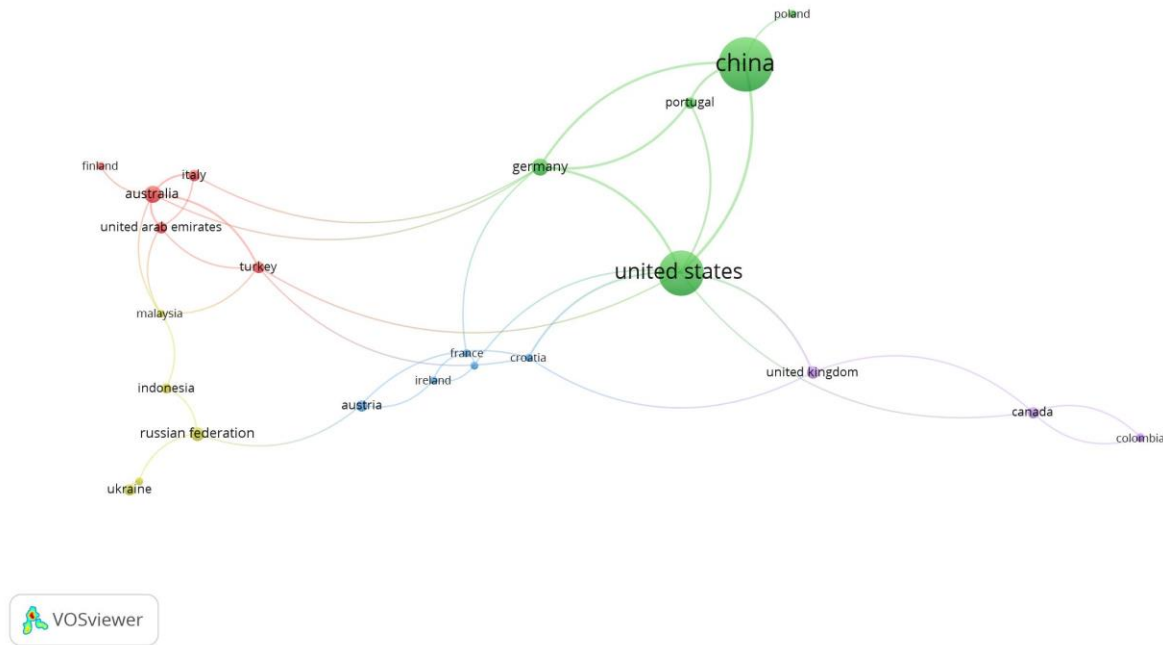 poland
china
portugal
germany
finland
italy
australia
united arab emirates
turkey
united states
malaysia
france
croatia
ireland
united kingdom
indonesia
austria
canada
russian federation
colombia
ukraine
VOSviewer